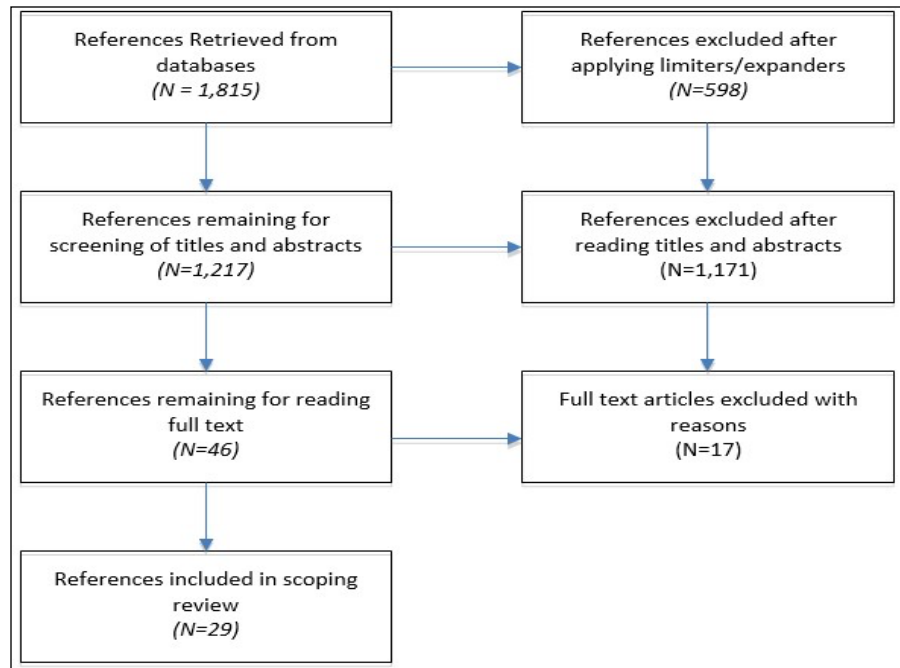 References Retrieved from
databases
(N = 1,815)
References excluded after
applying limiters/expanders
(N=598)
References remaining for
screening of titles and abstracts
(N=1,217)
References excluded after
reading titles and abstracts
(N=1,171)
References remaining for reading
full text
(N=46)
Full text articles excluded with
reasons
(N=17)
References included in scoping
review
(N=29)